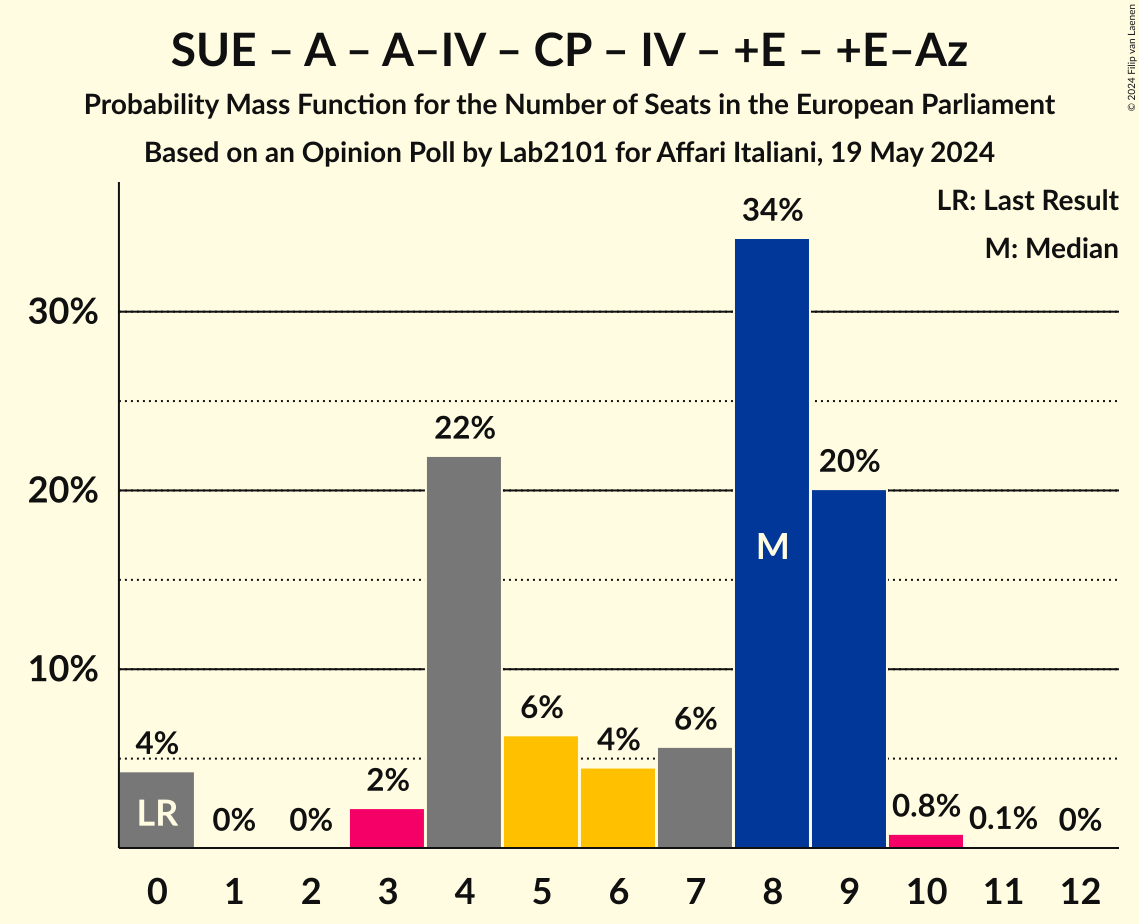 SUE – A – A–IV – CP – IV – +E – +E–Az
Probability Mass Function for the Number of Seats in the European Parliament
Based on an Opinion Poll by Lab2101 for Affari Italiani, 19 May 2024
© 2024 Filip van Laenen
LR: Last Result
M: Median
30%
20%
10%
4%
0%
0%
2%
22%
6%
4%
6%
34%
20%
0.8%
0.1%
0%
LR
M
0 1 2 3 4 5 6 7 8 9 10 11 12